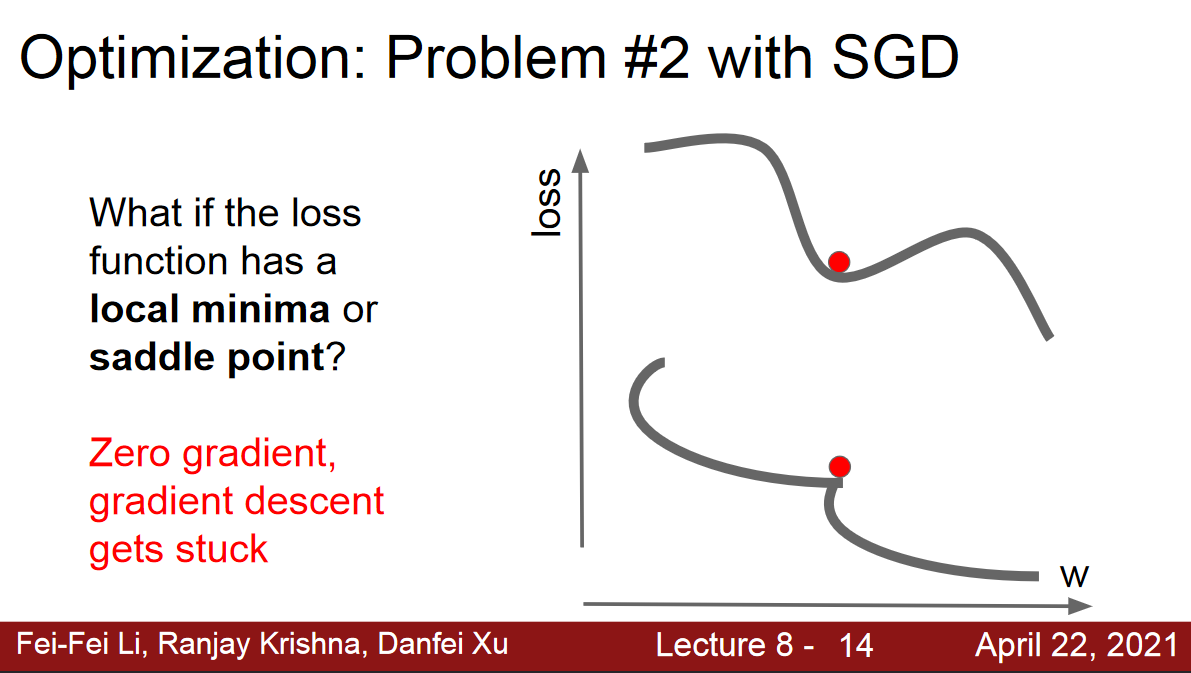 Optimization: Problem #2 with SGD
loss
What if the loss
function has a
local minima or
saddle point?
Zero gradient,
gradient descent
gets stuck
w
Fei-Fei Li, Ranjay Krishna, Danfei Xu
Lecture 8 - 14
April 22, 2021